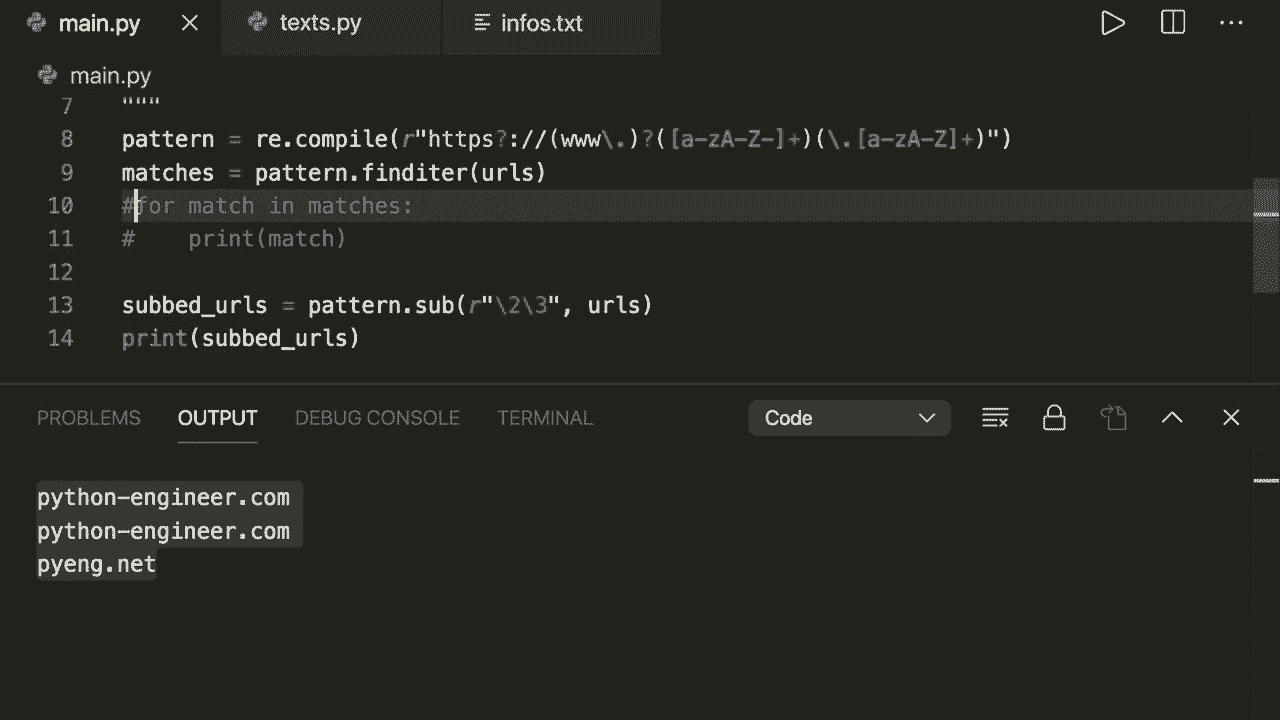 main.py
texts.py
infos.txt
main.py
7 """
8 pattern = re.compile(r"https?://(www\.)?([a-zA-Z-]+)(\.[a-zA-Z]+)")
9 matches = pattern.finditer(urls)
10 #for match in matches:
11 #    print(match)
12
13 subbed_urls = pattern.sub(r"\2\3", urls)
14 print(subbed_urls)
PROBLEMS OUTPUT DEBUG CONSOLE TERMINAL Code
python-engineer.com
python-engineer.com
pyeng.net